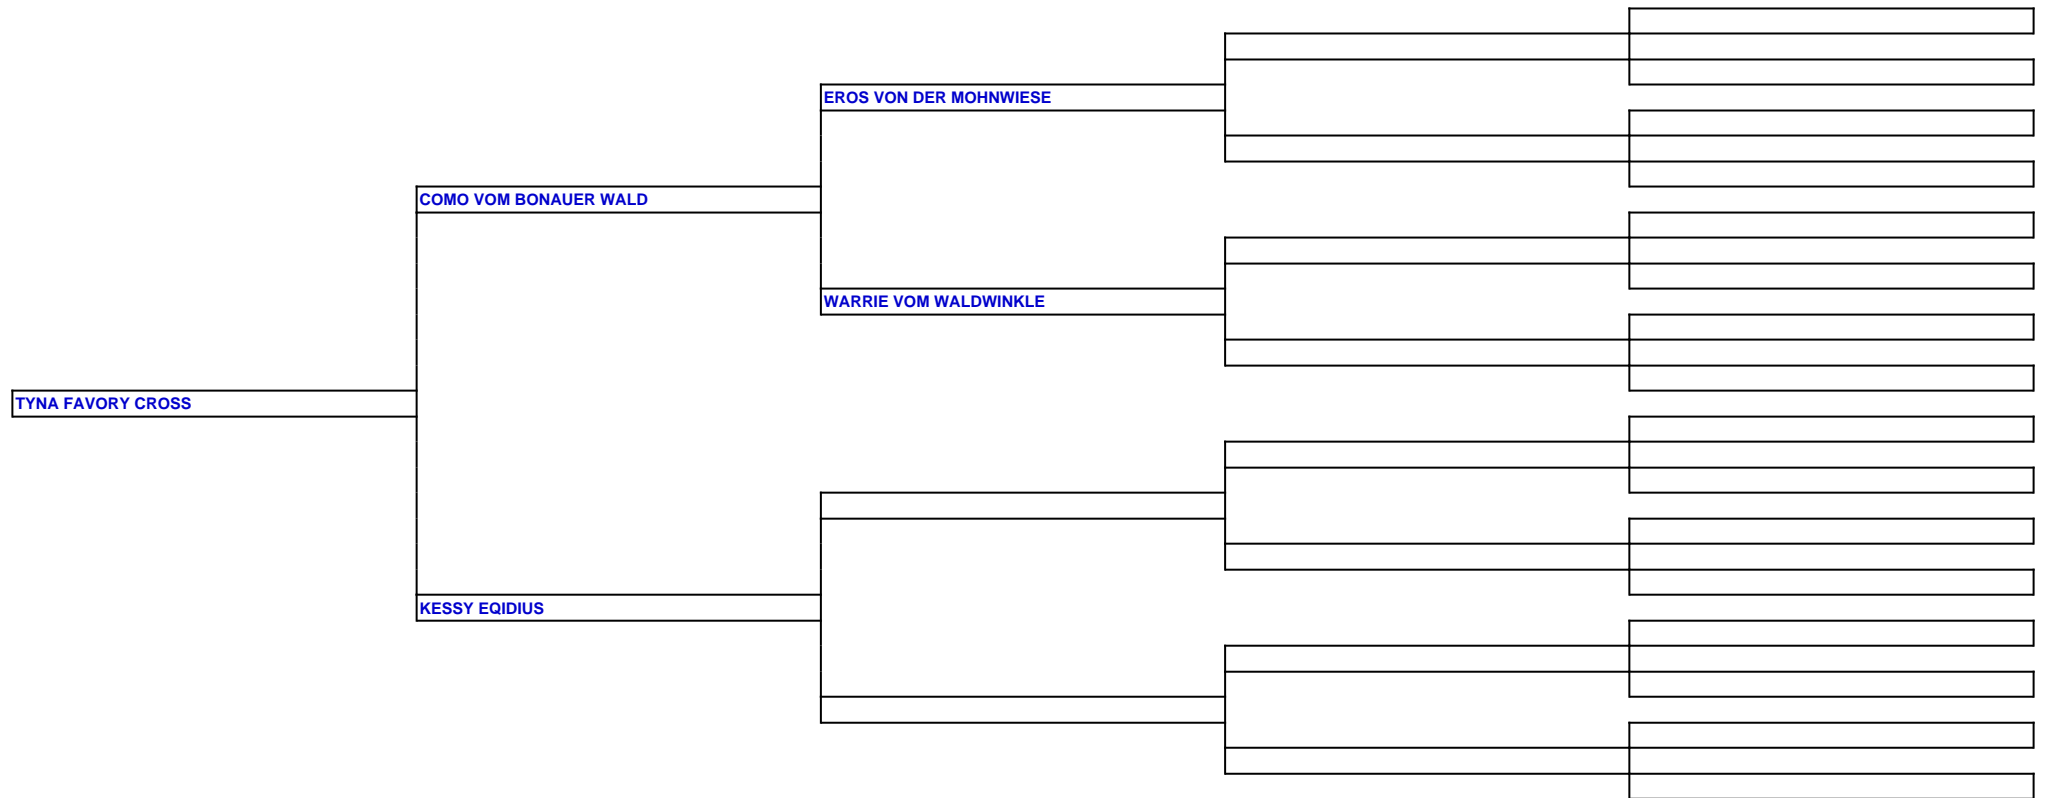 EROS VON DER MOHNWIESE
COMO VOM BONAUER WALD
WARRIE VOM WALDWINKLE
TYNA FAVORY CROSS
KESSY EQIDIUS